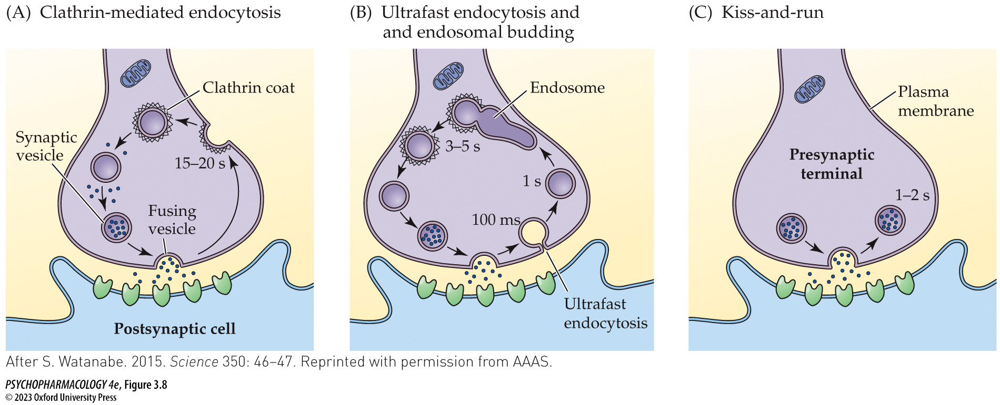 (A) Clathrin-mediated endocytosis
Clathrin coat
Synaptic
vesicle
15–20 s
Fusing
vesicle
Postsynaptic cell
(B) Ultrafast endocytosis and
and endosomal budding
Endosome
3–5 s
1 s
100 ms
Ultrafast
endocytosis
(C) Kiss-and-run
Plasma
membrane
Presynaptic
terminal
1–2 s
After S. Watanabe. 2015. Science 350: 46–47. Reprinted with permission from AAAS.
PSYCHOPHARMACOLOGY 4e, Figure 3.8
© 2023 Oxford University Press